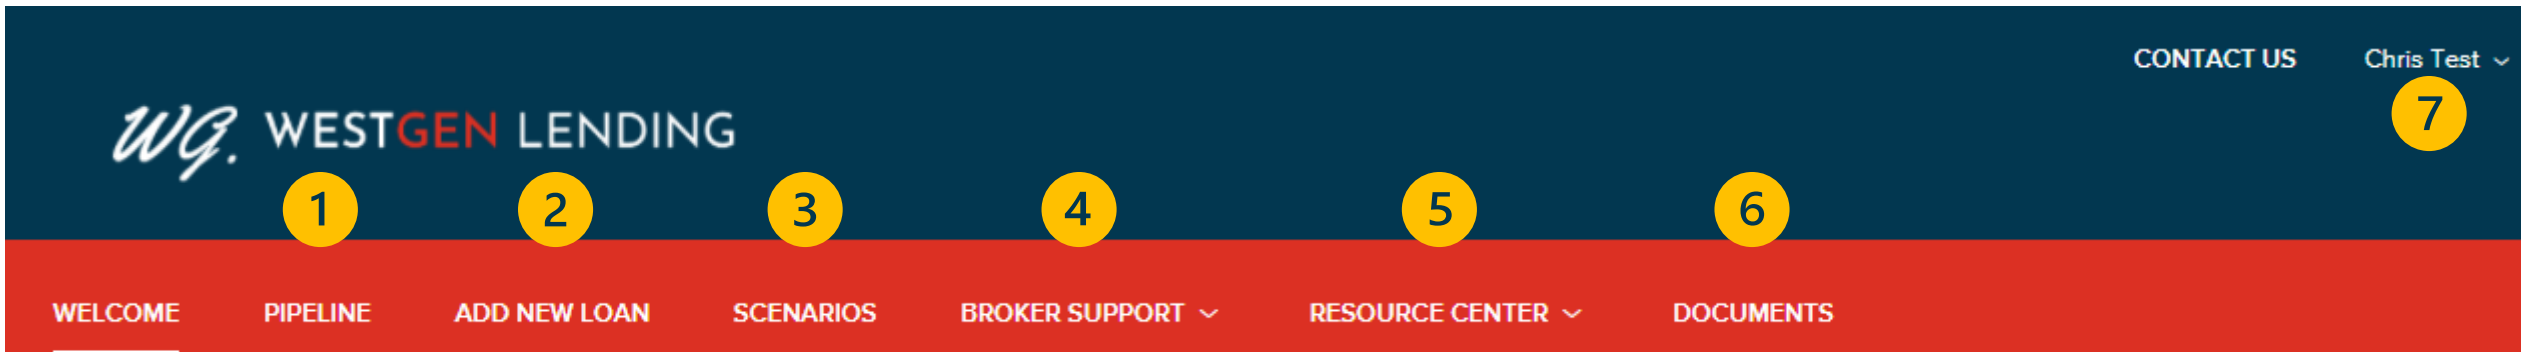 CONTACT US Chris Test
7
WG. WESTGEN LENDING
1 2 3 4 5 6
WELCOME PIPELINE ADD NEW LOAN SCENARIOS BROKER SUPPORT RESOURCE CENTER DOCUMENTS